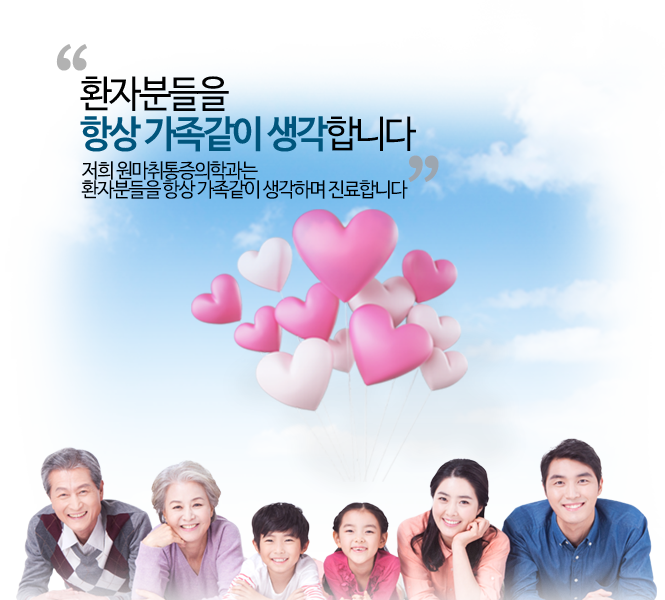 “
환자분들을
항상 가족같이 생각합니다
저희 원마취통증의학과는
환자분들을 항상 가족같이 생각하며 진료합니다
”